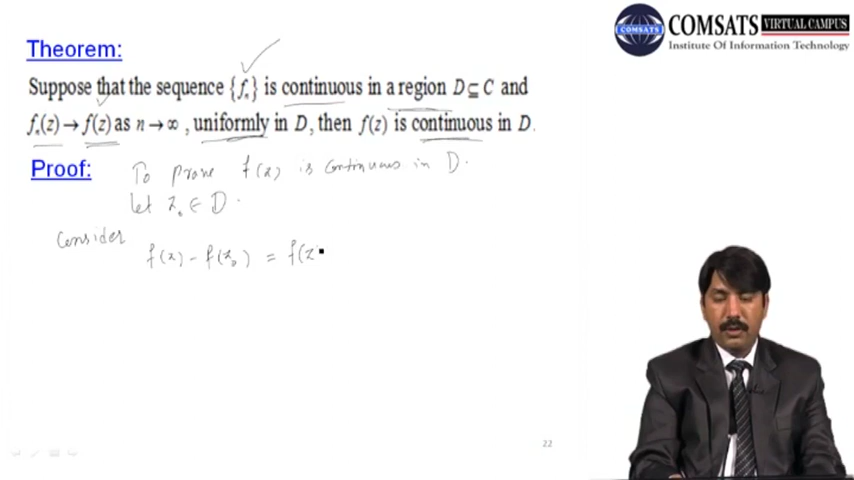 COMSATS VIRTUAL CAMPUS
Institute Of Information Technology
Theorem:
Suppose that the sequence {fₙ} is continuous in a region D ⊆ C and
fₙ(z) → f(z) as n → ∞ , uniformly in D, then f(z) is continuous in D.
Proof: To prove f(z) is continuous in D.
Let z₀ ∈ D.
Consider
f(z) - f(z₀) = f(z
22